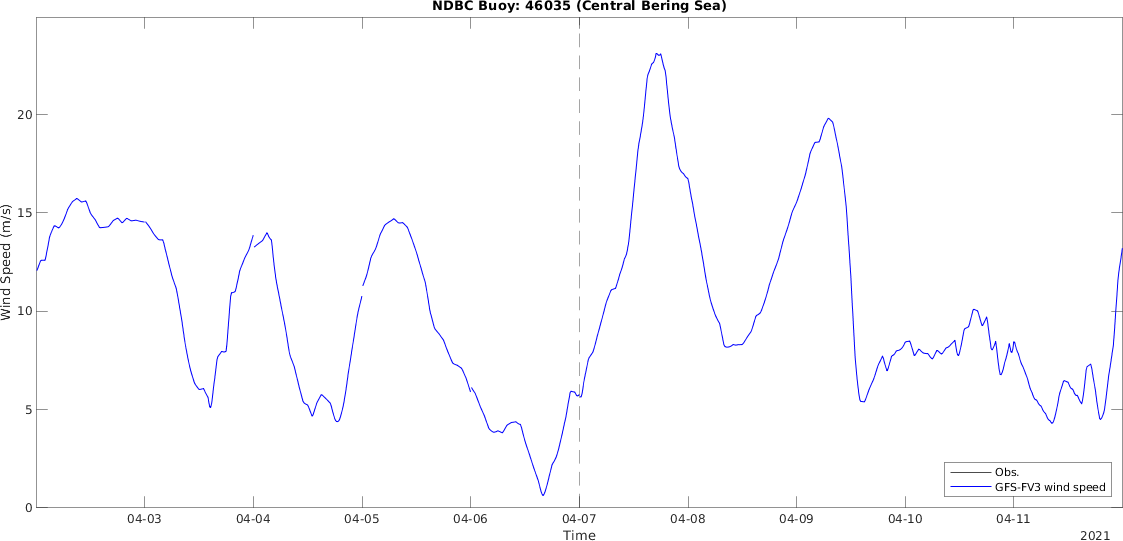 NDBC Buoy: 46035 (Central Bering Sea)
Wind Speed (m/s)
20
15
10
5
0
04-03 04-04 04-05 04-06 04-07 04-08 04-09 04-10 04-11
Time
2021
Obs.
GFS-FV3 wind speed